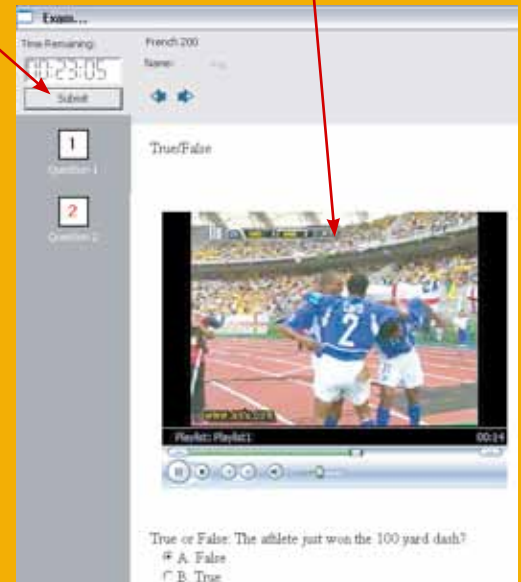 Exam...
Time Remaining:
00:23:05
Submit
French 200
Name:
1
Question 1
2
Question 2
True/False
2
Playlist: Playlist1
00:14
True or False: The athlete just won the 100 yard dash?
A. False
B. True